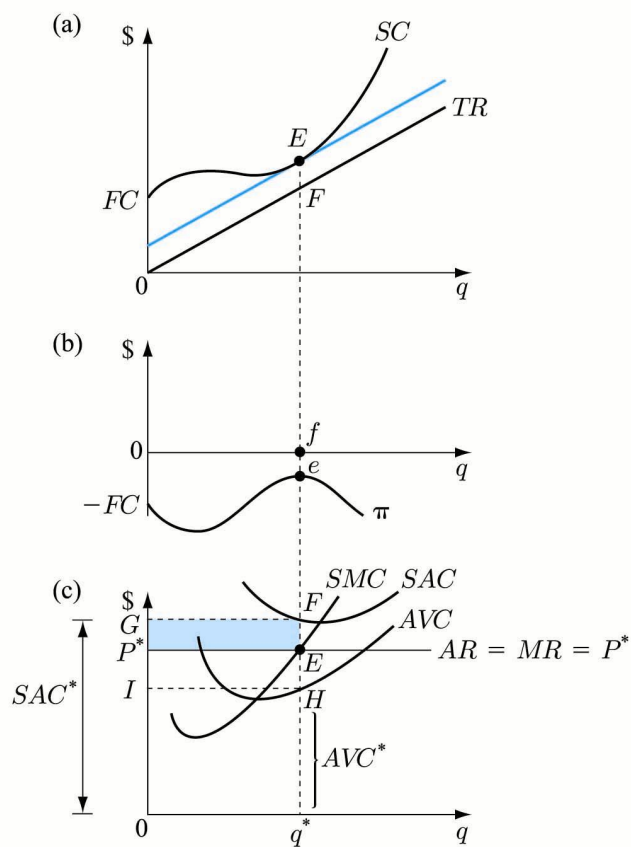 (a)
$
SC
TR
E
F
FC
0
q
(b)
$
0
f
e
q
−FC
π
(c)
$
SMC
SAC
G
F
AVC
P*
E
AR = MR = P*
SAC*
I
H
AVC*
0
q*
q